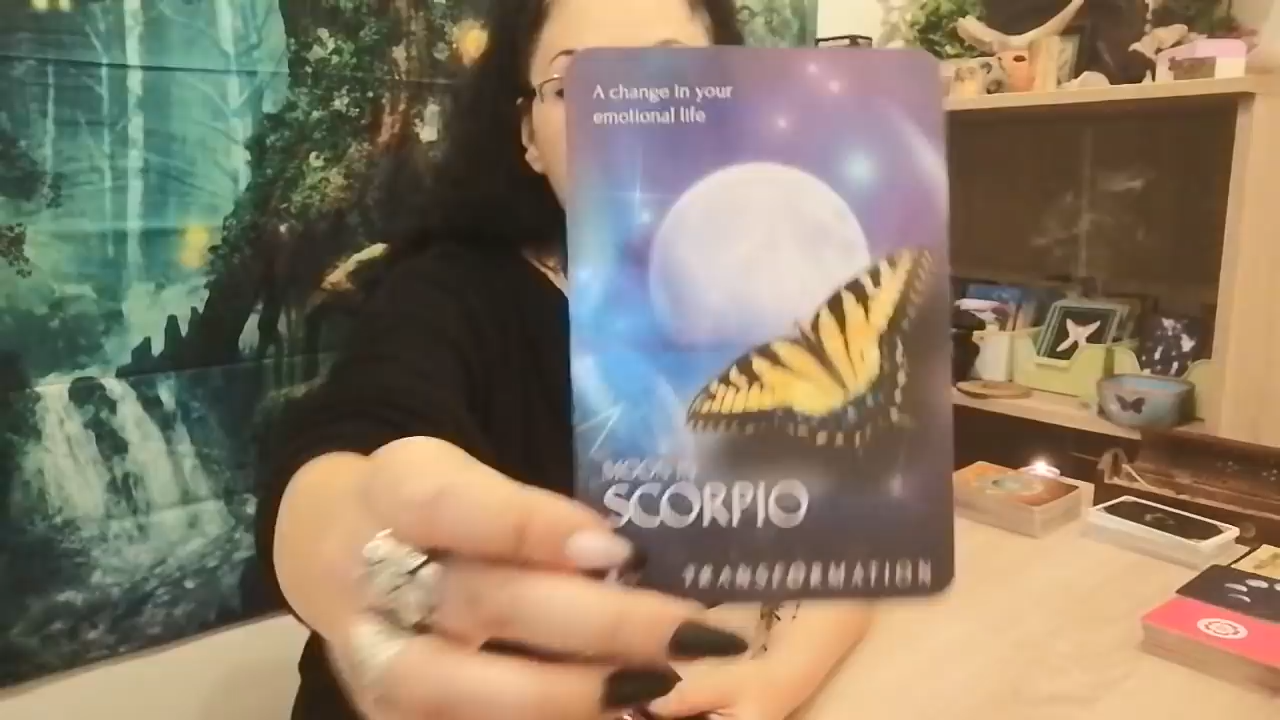 A change in your
emotional life
MOON IN
SCORPIO
TRANSFORMATION